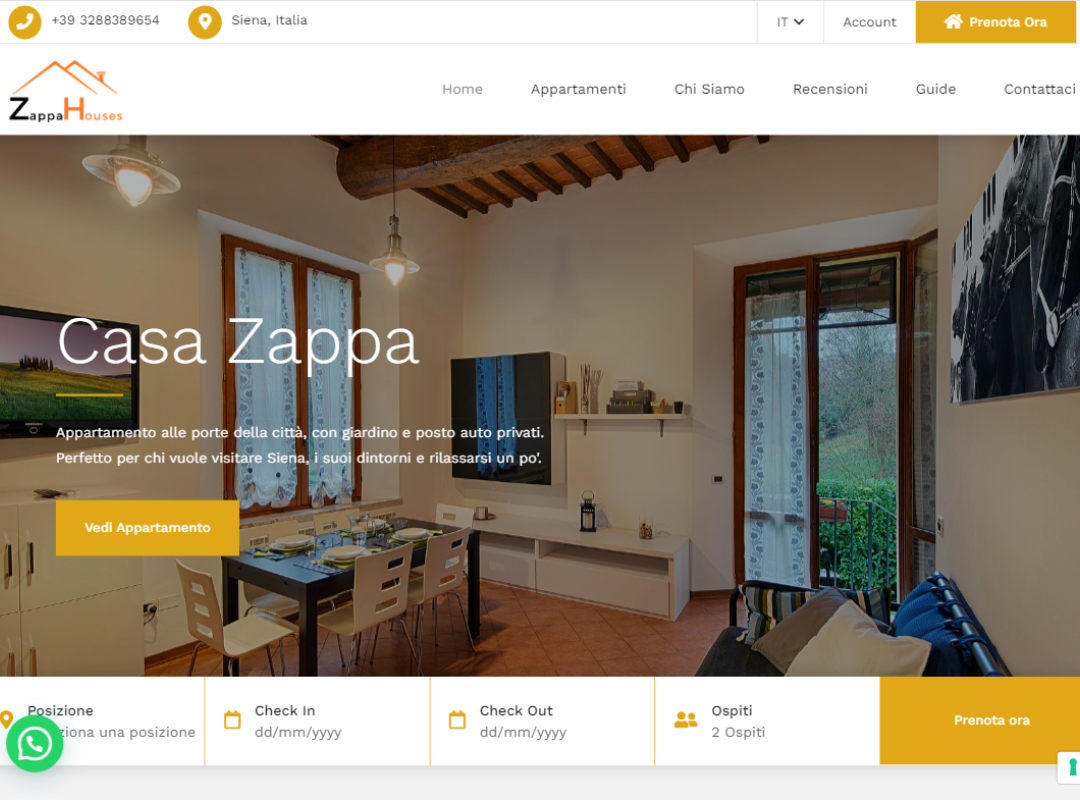 +39 3288389654
Siena, Italia
IT
Account
Prenota Ora
ZappaHouses
Home
Appartamenti
Chi Siamo
Recensioni
Guide
Contattaci
Casa Zappa
Appartamento alle porte della città, con giardino e posto auto privati.
Perfetto per chi vuole visitare Siena, i suoi dintorni e rilassarsi un po'.
Vedi Appartamento
Posizione
una posizione
Check In
dd/mm/yyyy
Check Out
dd/mm/yyyy
Ospiti
2 Ospiti
Prenota ora